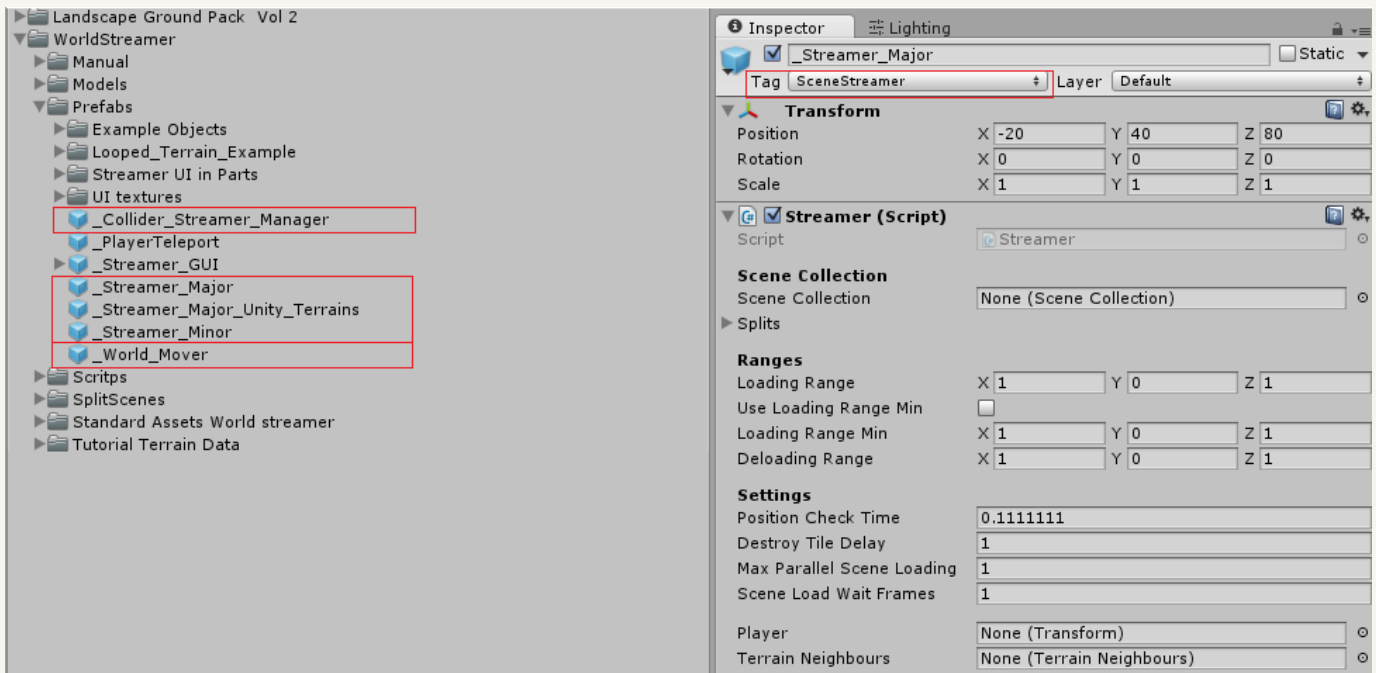 Landscape Ground Pack Vol 2
WorldStreamer
Manual
Models
Prefabs
Example Objects
Looped_Terrain_Example
Streamer UI in Parts
UI textures
_Collider_Streamer_Manager
_PlayerTeleport
_Streamer_GUI
_Streamer_Major
_Streamer_Major_Unity_Terrains
_Streamer_Minor
_World_Mover
Scritps
SplitScenes
Standard Assets World streamer
Tutorial Terrain Data
Inspector Lighting
_Streamer_Major Static
Tag SceneStreamer Layer Default
Transform
Position X -20 Y 40 Z 80
Rotation X 0 Y 0 Z 0
Scale X 1 Y 1 Z 1
Streamer (Script)
Script Streamer
Scene Collection
Scene Collection None (Scene Collection)
Splits
Ranges
Loading Range X 1 Y 0 Z 1
Use Loading Range Min
Loading Range Min X 1 Y 0 Z 1
Deloading Range X 1 Y 0 Z 1
Settings
Position Check Time 0.1111111
Destroy Tile Delay 1
Max Parallel Scene Loading 1
Scene Load Wait Frames 1
Player None (Transform)
Terrain Neighbours None (Terrain Neighbours)